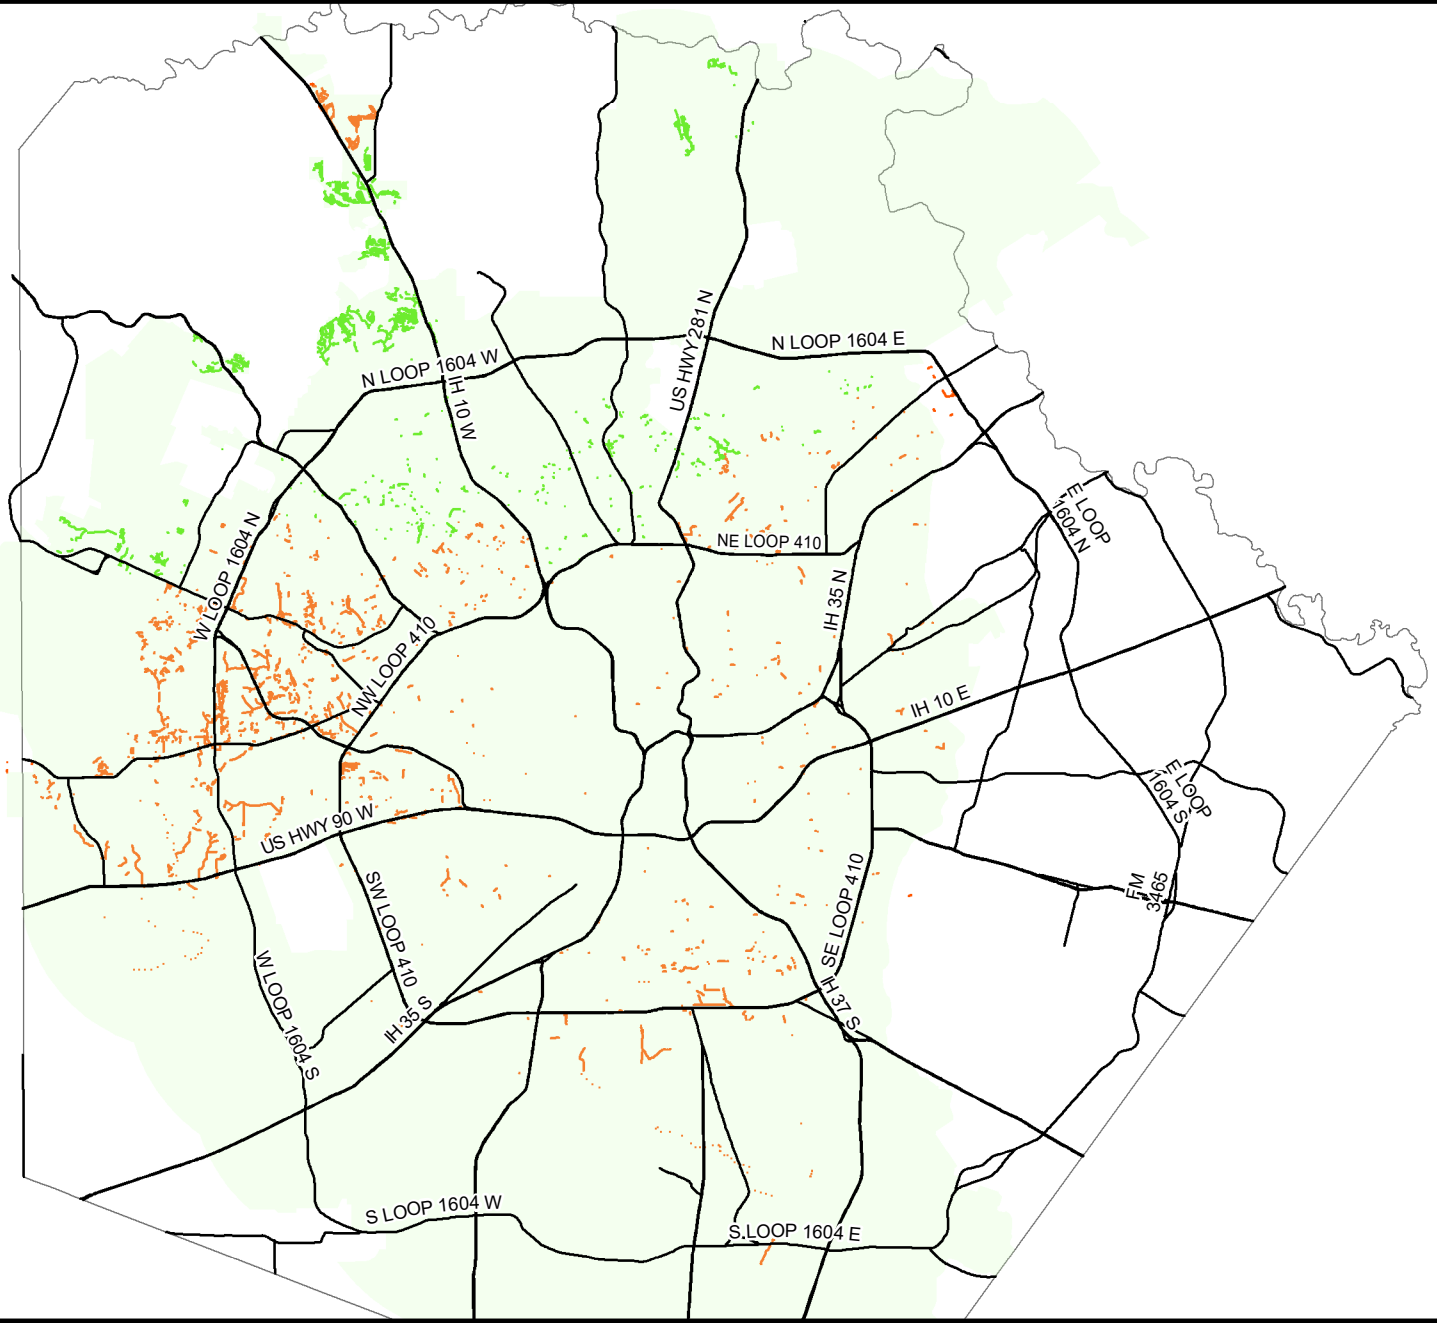 N LOOP 1604 E
N LOOP 1604 W
US HWY 281 N
IH 10 W
E LOOP
1604 N
W LOOP 1604 N
NE LOOP 410
IH 35 N
NW LOOP 410
IH 10 E
E LOOP
1604 S
US HWY 90 W
SW LOOP 410
SE LOOP 410
FM
3465
W LOOP 1604 S
IH 35 S
IH 37 S
S LOOP 1604 W
S LOOP 1604 E